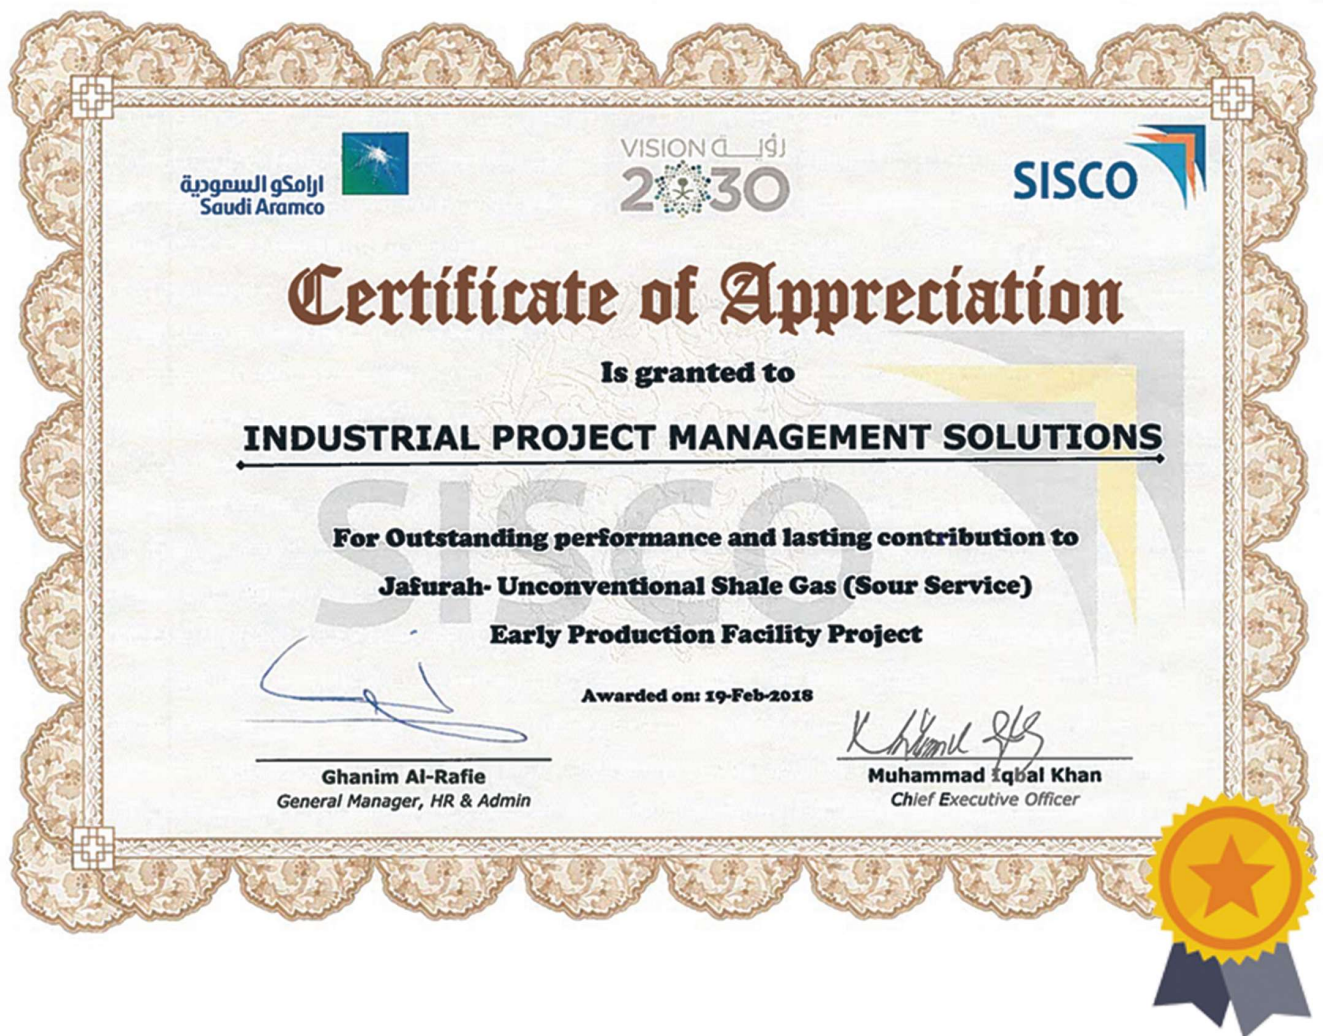 ارامكو السعودية
Saudi Aramco
VISION رؤيــة
2030
SISCO
Certificate of Appreciation
Is granted to
INDUSTRIAL PROJECT MANAGEMENT SOLUTIONS
SISCO
For Outstanding performance and lasting contribution to
Jafurah- Unconventional Shale Gas (Sour Service)
Early Production Facility Project
Awarded on: 19-Feb-2018
Ghanim Al-Rafie
General Manager, HR & Admin
Muhammad Iqbal Khan
Chief Executive Officer